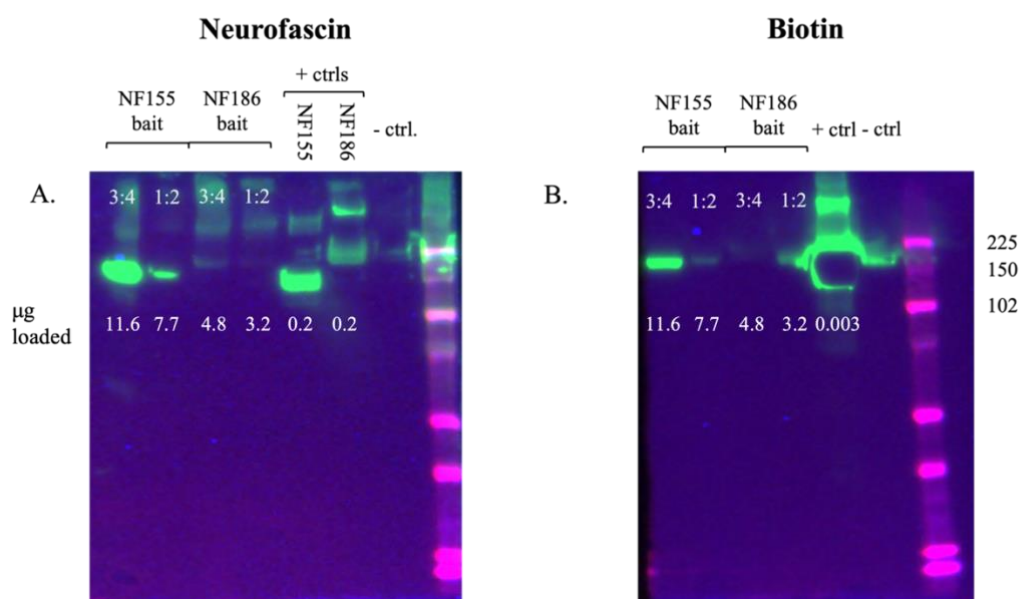 Neurofascin
Biotin
+ ctrls
NF155
bait
NF186
bait
NF155
NF186
- ctrl.
NF155
bait
NF186
bait
+ ctrl - ctrl
A.
3:4 1:2 3:4 1:2
B.
3:4 1:2 3:4 1:2
225
150
102
μg
loaded
11.6 7.7 4.8 3.2 0.2 0.2
11.6 7.7 4.8 3.2 0.003